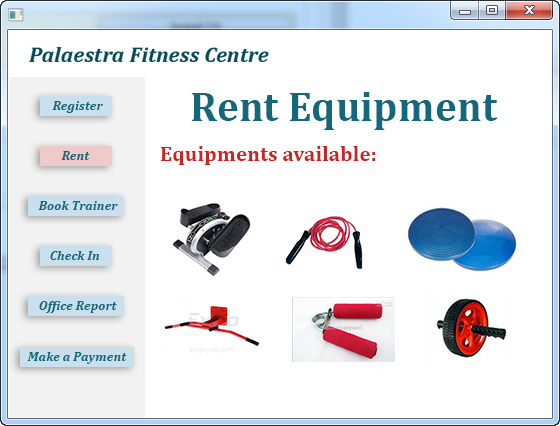 Palaestra Fitness Centre
Rent Equipment
Register
Equipments available:
Rent
Book Trainer
Check In
Office Report
Make a Payment